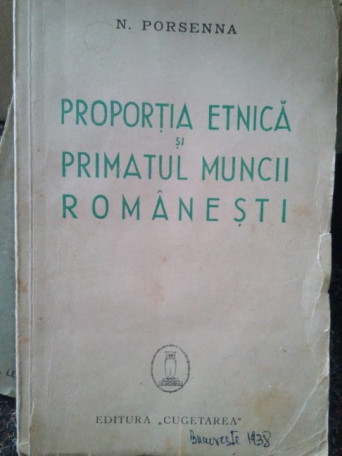 N. PORSENNA
PROPORȚIA ETNICĂ
și
PRIMATUL MUNCII
ROMÂNEȘTI
EDITURA „CUGETAREA"
București 1938